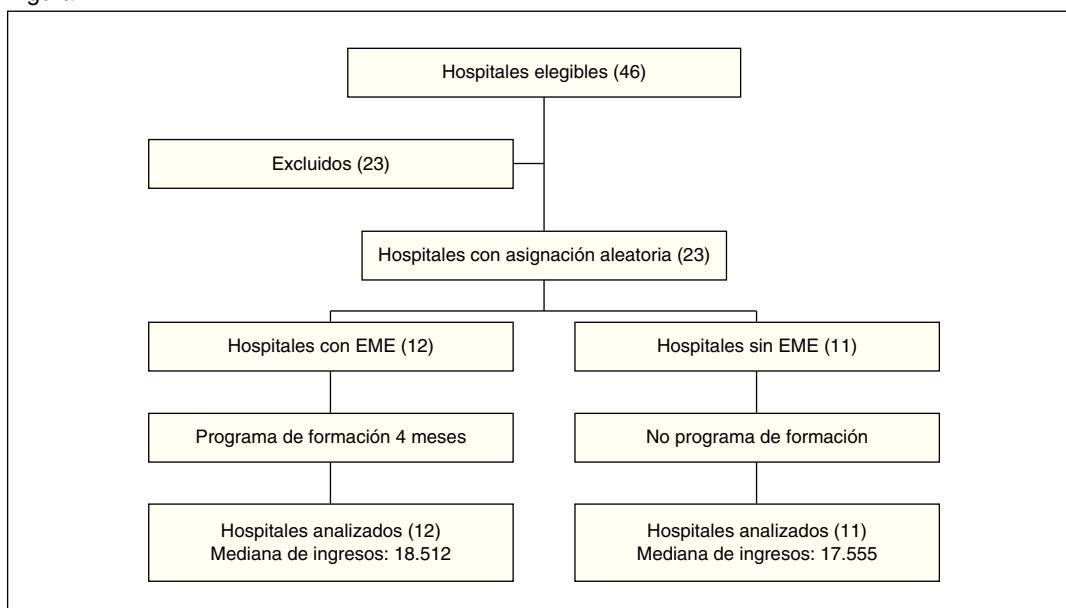 Hospitales elegibles (46)
Excluidos (23)
Hospitales con asignación aleatoria (23)
Hospitales con EME (12)
Hospitales sin EME (11)
Programa de formación 4 meses
No programa de formación
Hospitales analizados (12)
Mediana de ingresos: 18.512
Hospitales analizados (11)
Mediana de ingresos: 17.555